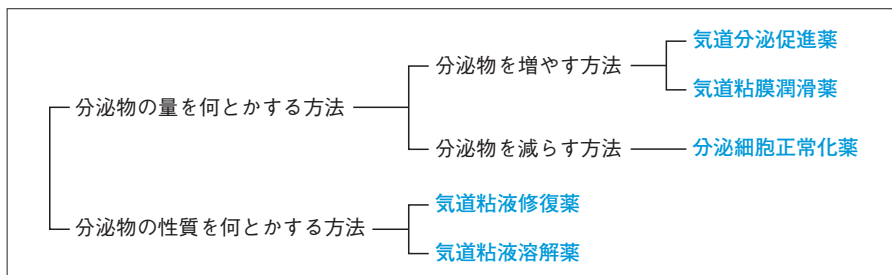 気道分泌促進薬
分泌物を増やす方法
気道粘膜潤滑薬
分泌物の量を何とかする方法
分泌物を減らす方法
分泌細胞正常化薬
気道粘液修復薬
分泌物の性質を何とかする方法
気道粘液溶解薬